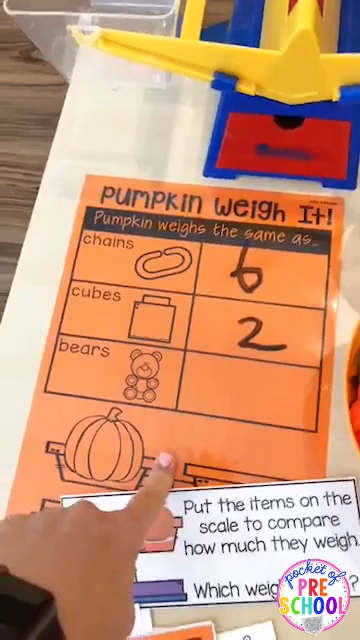 pumpkin weigh It!
Pumpkin weighs the same as...
chains
6
cubes
2
bears
Put the items on the
scale to compare
how much they weigh.
Which weig ?
pocket of
PRE
SCHOOL